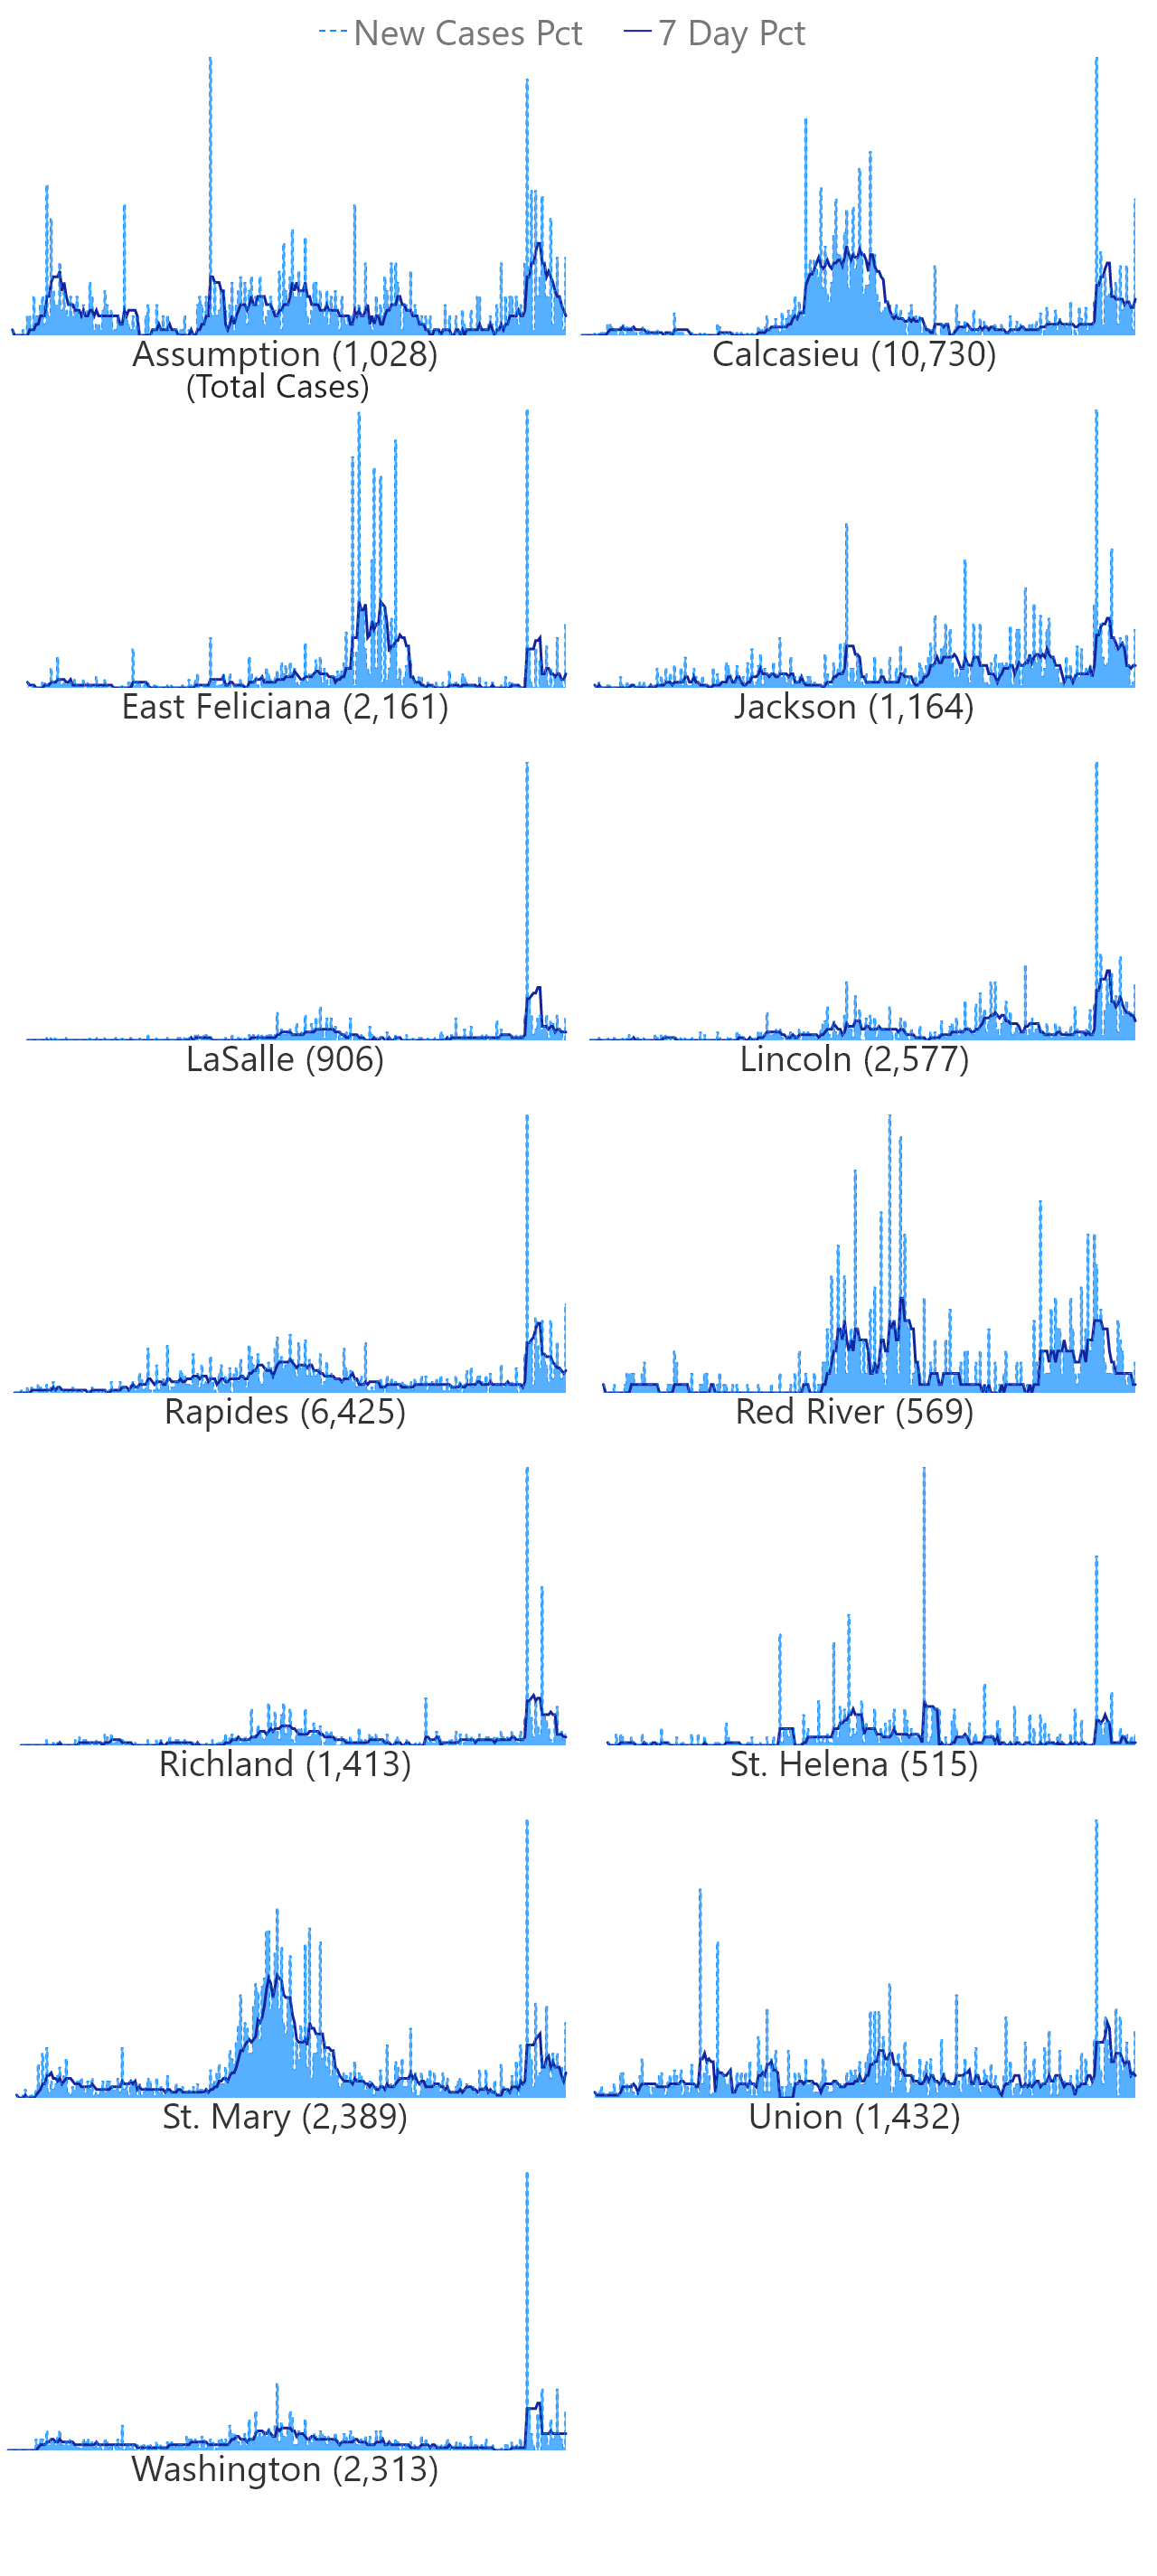 New Cases Pct 7 Day Pct
Assumption (1,028) Calcasieu (10,730)
(Total Cases)
East Feliciana (2,161) Jackson (1,164)
LaSalle (906) Lincoln (2,577)
Rapides (6,425) Red River (569)
Richland (1,413) St. Helena (515)
St. Mary (2,389) Union (1,432)
Washington (2,313)